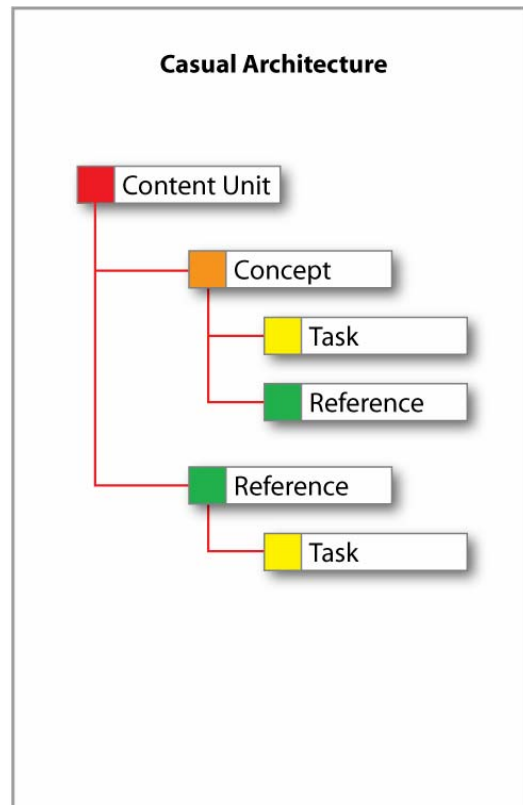 Casual Architecture
Content Unit
Concept
Task
Reference
Reference
Task